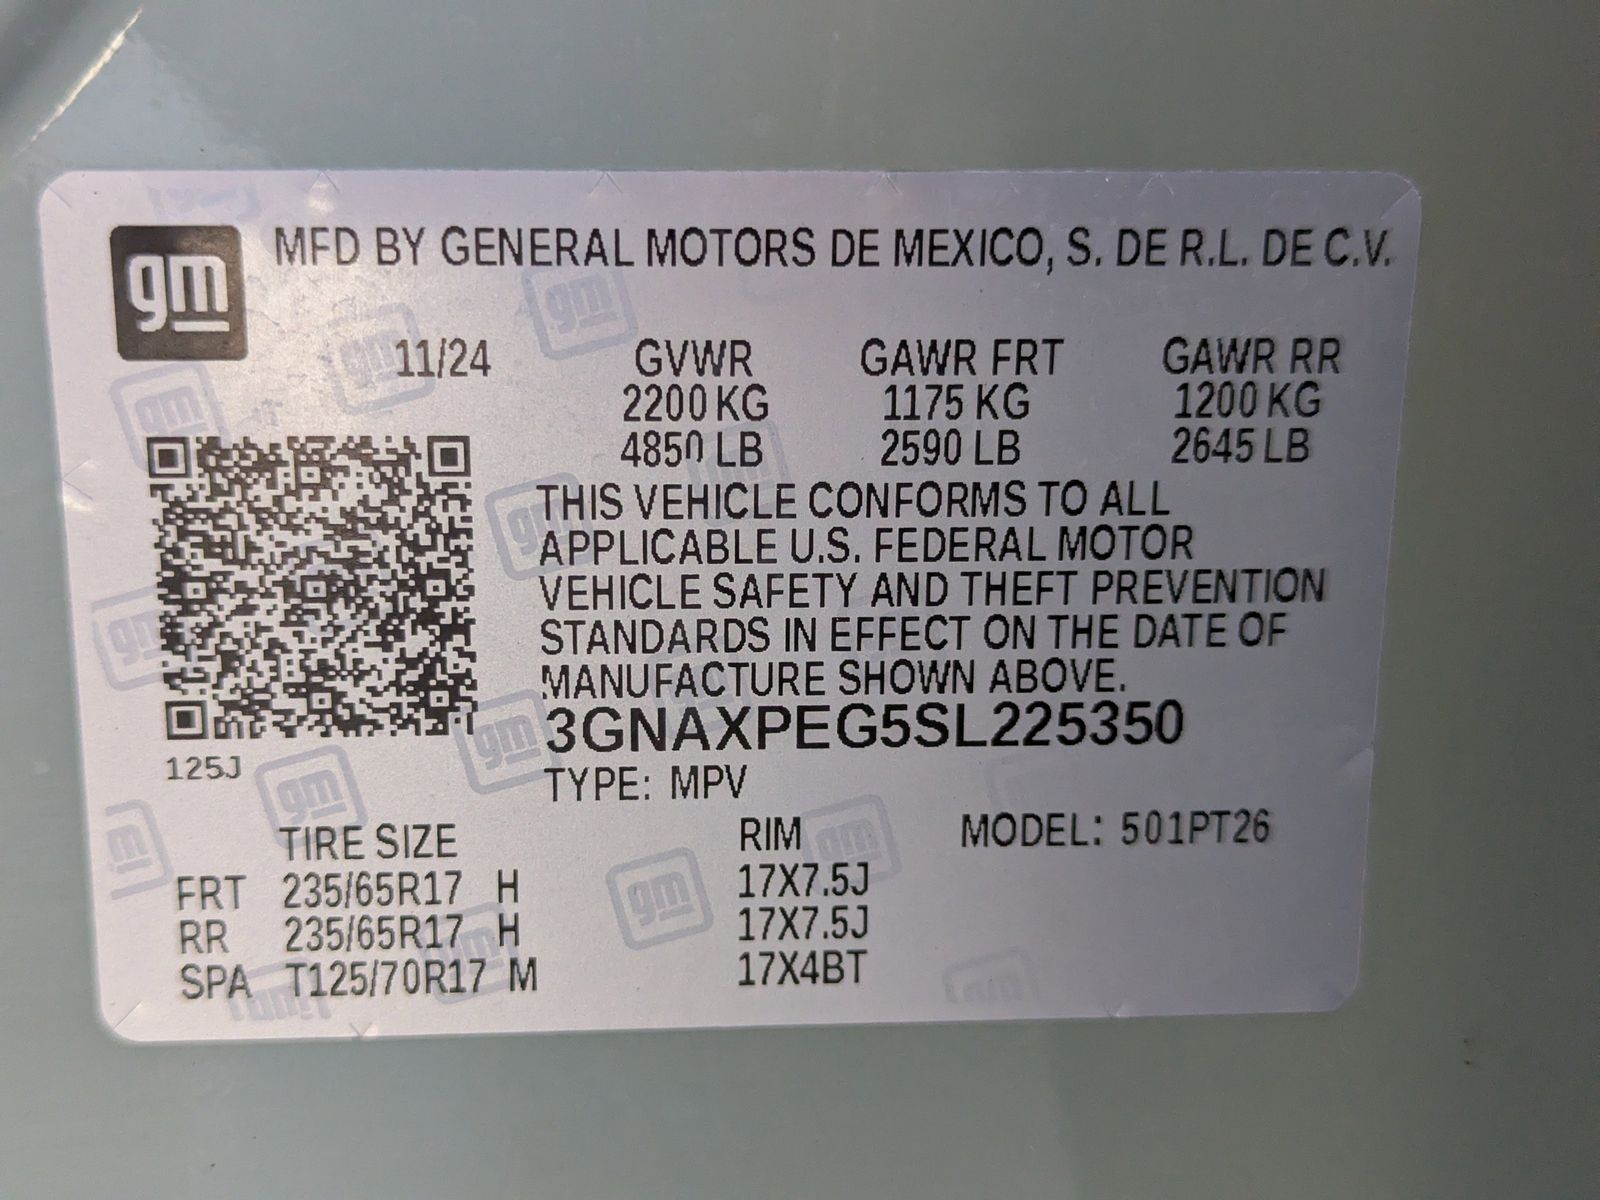 gm MFD BY GENERAL MOTORS DE MEXICO, S. DE R.L. DE C.V.
11/24 GVWR GAWR FRT GAWR RR
2200 KG 1175 KG 1200 KG
4850 LB 2590 LB 2645 LB
THIS VEHICLE CONFORMS TO ALL
APPLICABLE U.S. FEDERAL MOTOR
VEHICLE SAFETY AND THEFT PREVENTION
STANDARDS IN EFFECT ON THE DATE OF
MANUFACTURE SHOWN ABOVE.
3GNAXPEG5SL225350
125J
TYPE: MPV
TIRE SIZE RIM MODEL: 501PT26
FRT 235/65R17 H 17X7.5J
RR 235/65R17 H 17X7.5J
SPA T125/70R17 M 17X4BT